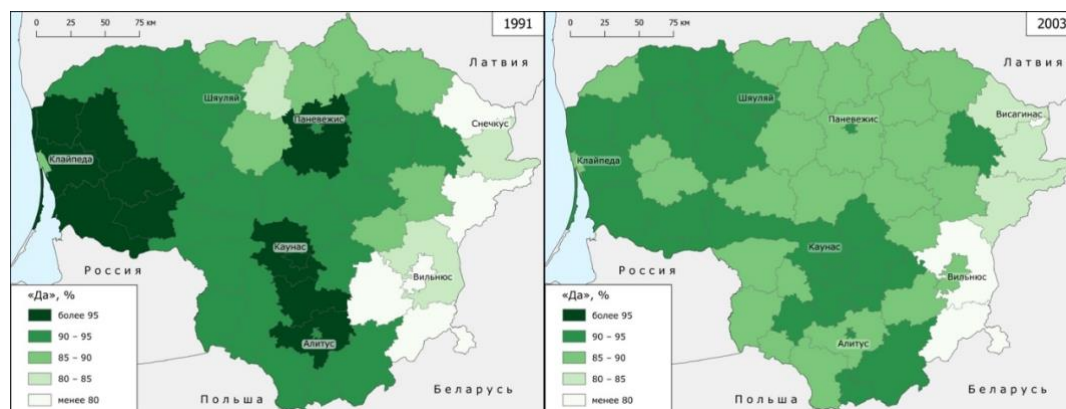 0 25 50 75 км
1991
Латвия
Шяуляй
Паневежис
Снечкус
Клайпеда
Каунас
Вильнюс
Россия
Алитус
Польша
Беларусь
«Да», %
более 95
90 – 95
85 – 90
80 – 85
менее 80
0 25 50 75 км
2003
Латвия
Шяуляй
Паневежис
Висагинас
Клайпеда
Каунас
Вильнюс
Россия
Алитус
Польша
Беларусь
«Да», %
более 95
90 – 95
85 – 90
80 – 85
менее 80